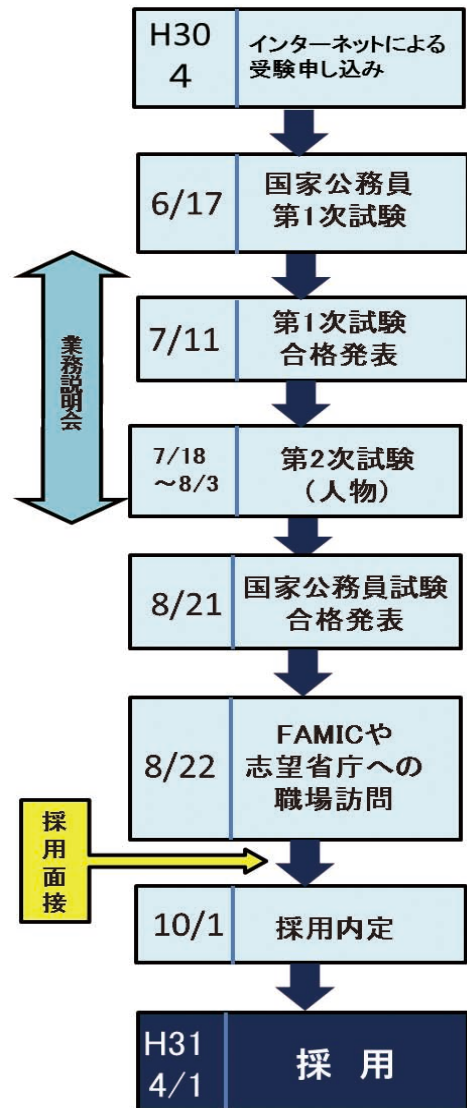 H30
4
インターネットによる
受験申し込み
6/17
国家公務員
第1次試験
業務説明会
7/11
第1次試験
合格発表
7/18
～8/3
第2次試験
(人物)
8/21
国家公務員試験
合格発表
8/22
FAMICや
志望省庁への
職場訪問
採用面接
10/1
採用内定
H31
4/1
採 用